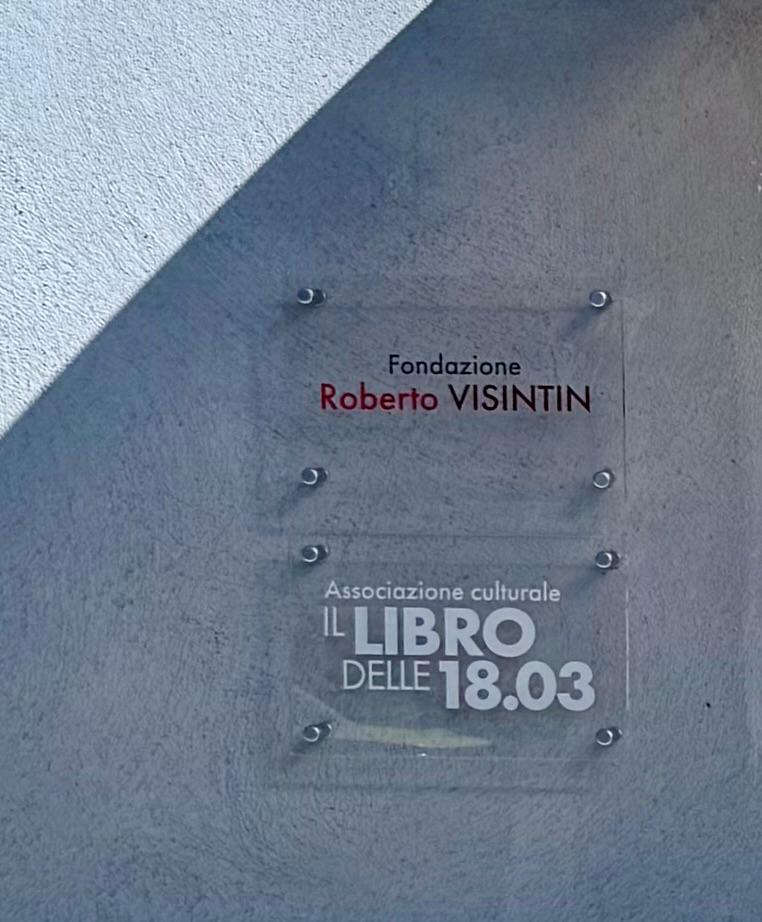 Fondazione
Roberto VISINTIN
Associazione culturale
IL LIBRO
DELLE 18.03